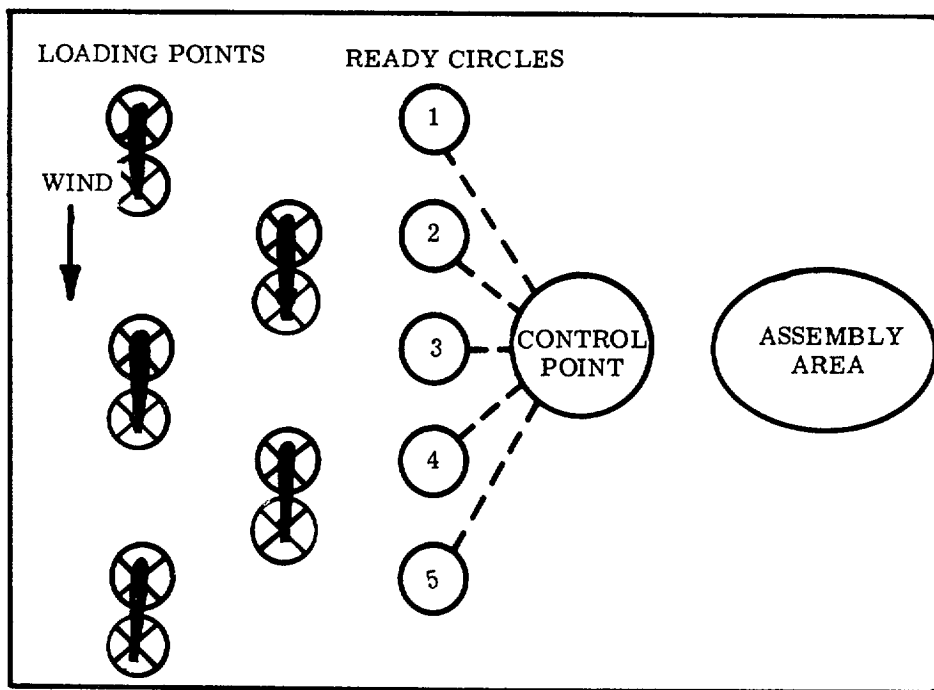 LOADING POINTS
READY CIRCLES
WIND
1
2
3
4
5
CONTROL
POINT
ASSEMBLY
AREA